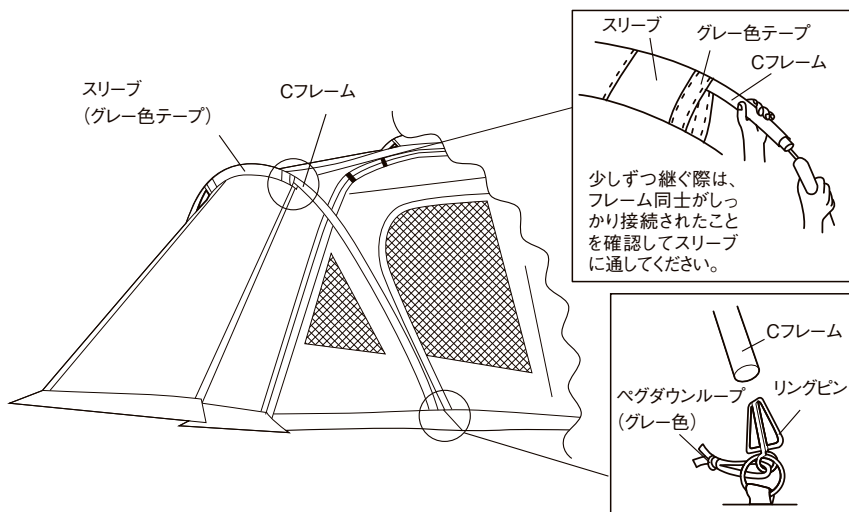 スリーブ
(グレー色テープ)
Cフレーム
スリーブ
グレー色テープ
Cフレーム
少しずつ継ぐ際は、
フレーム同士がしっ
かり接続されたこと
を確認してスリーブ
に通してください。
Cフレーム
ペグダウンループ
(グレー色)
リングピン